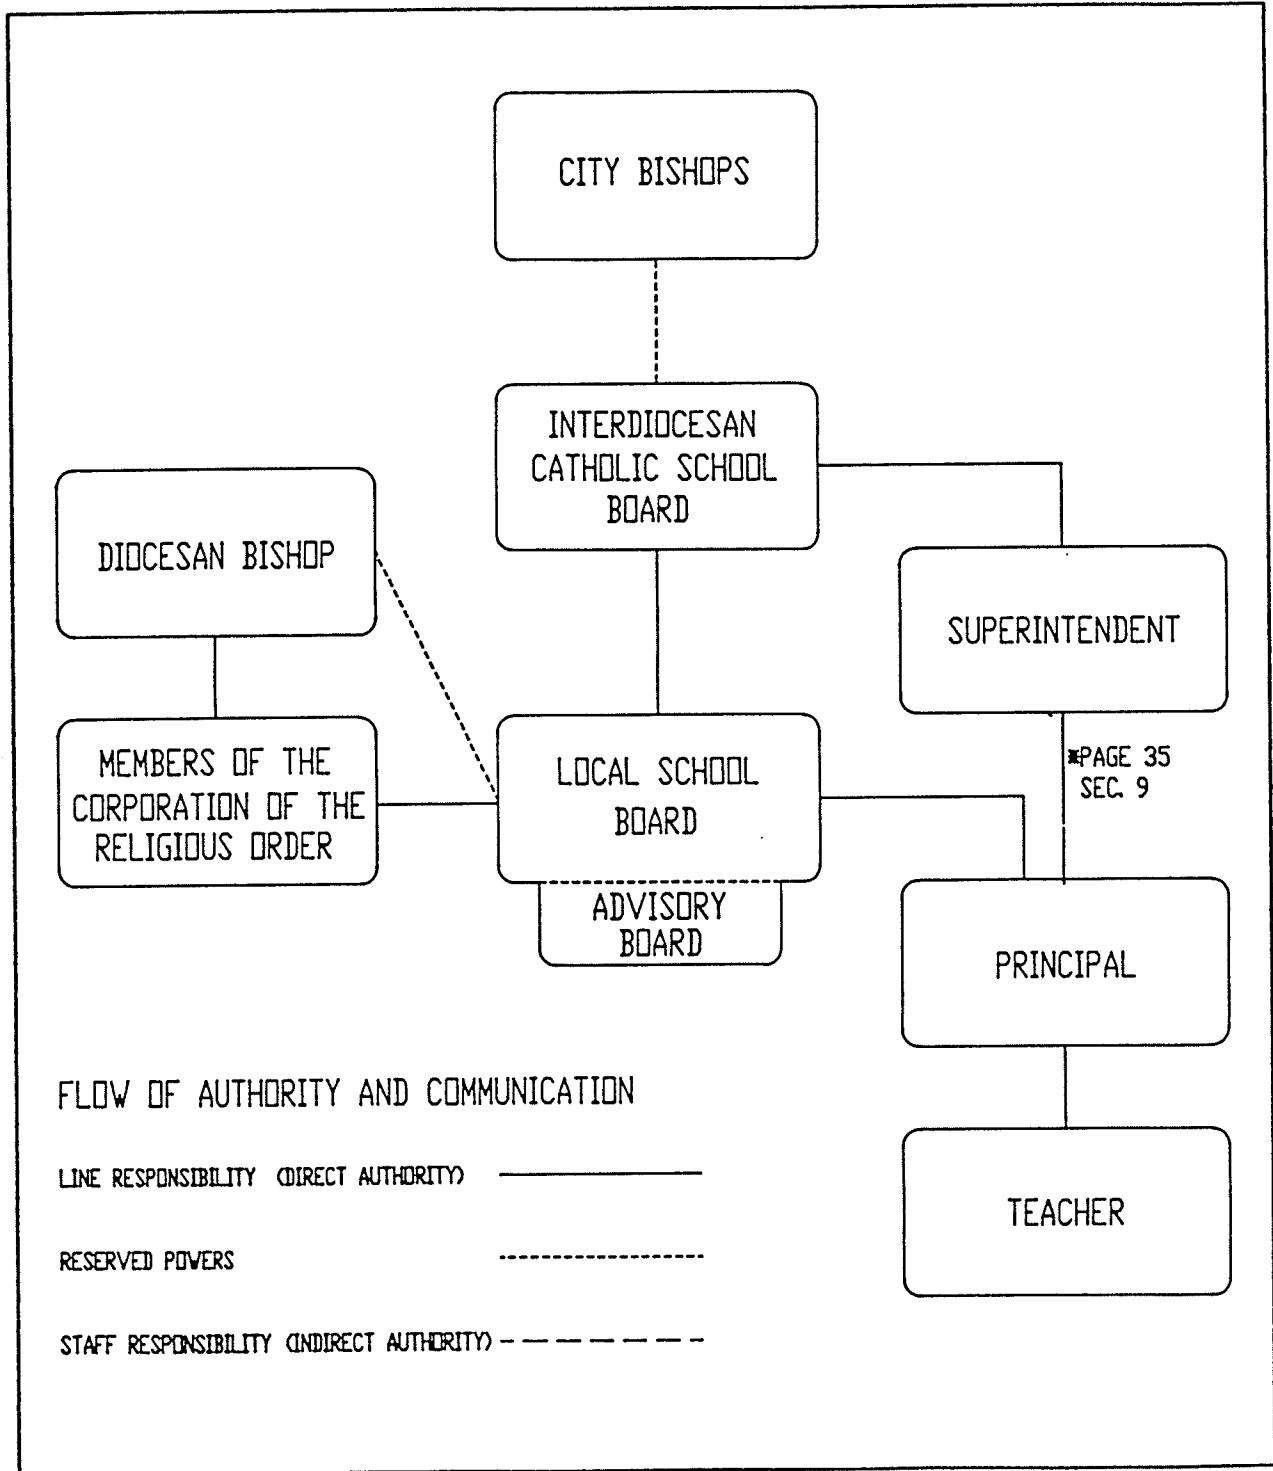 CITY BISHOPS
INTERDIOCESAN
CATHOLIC SCHOOL
BOARD
DIOCESAN BISHOP
SUPERINTENDENT
MEMBERS OF THE
CORPORATION OF THE
RELIGIOUS ORDER
LOCAL SCHOOL
BOARD
*PAGE 35
SEC. 9
ADVISORY
BOARD
PRINCIPAL
TEACHER
FLOW OF AUTHORITY AND COMMUNICATION
LINE RESPONSIBILITY (DIRECT AUTHORITY)
RESERVED POWERS
STAFF RESPONSIBILITY (INDIRECT AUTHORITY)